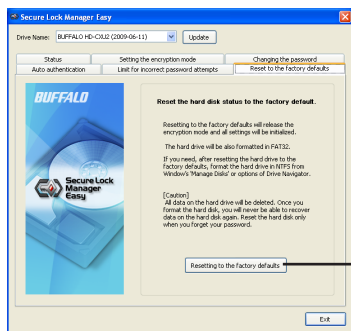 Secure Lock Manager Easy
Drive Name: BUFFALO HD-CXU2 (2009-06-11) Update
Status Setting the encryption mode Changing the password
Auto authentication Limit for incorrect password attempts Reset to the factory defaults
BUFFALO
Secure Lock
Manager
Easy
Reset the hard disk status to the factory default.
Resetting to the factory defaults will release the
encryption mode and all settings will be initialized.
The hard drive will be also formatted in FAT32.
If you need, after resetting the hard drive to the
factory defaults, format the hard drive in NTFS from
Window's 'Manage Disks' or options of Drive Navigator.
[Caution]
All data on the hard drive will be deleted. Once you
format the hard disk, you will never be able to recover
data on the hard disk again. Reset the hard disk only
when you forget your password.
Resetting to the factory defaults
Exit